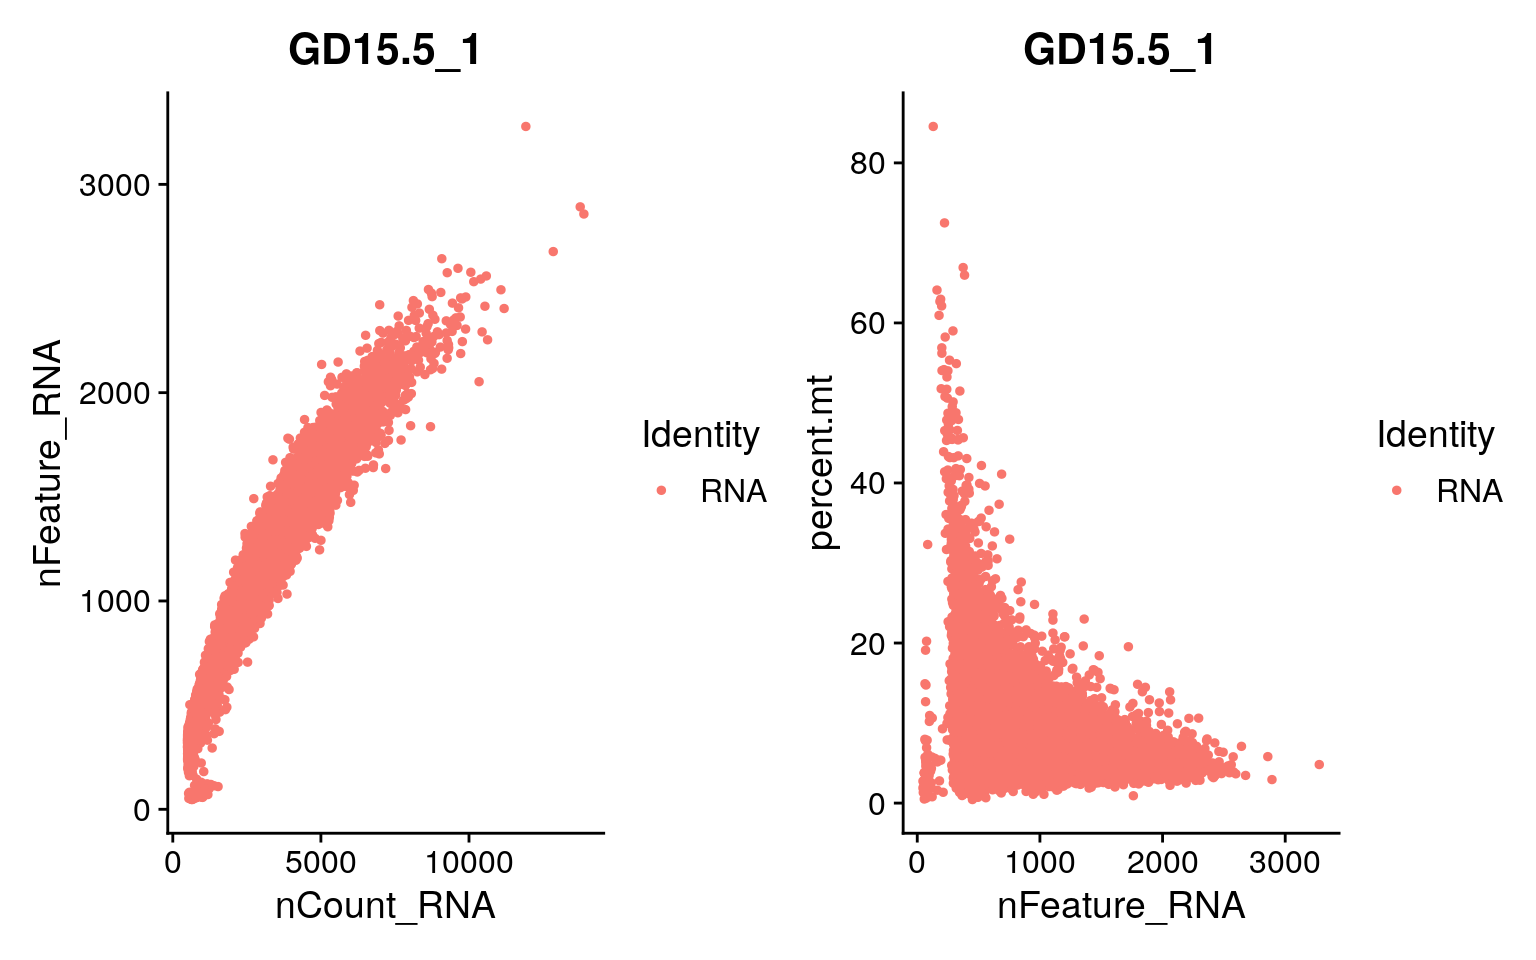 GD15.5_1
nFeature_RNA
3000
2000
1000
0
0 5000 10000
nCount_RNA
Identity
RNA
GD15.5_1
percent.mt
80
60
40
20
0
0 1000 2000 3000
nFeature_RNA
Identity
RNA